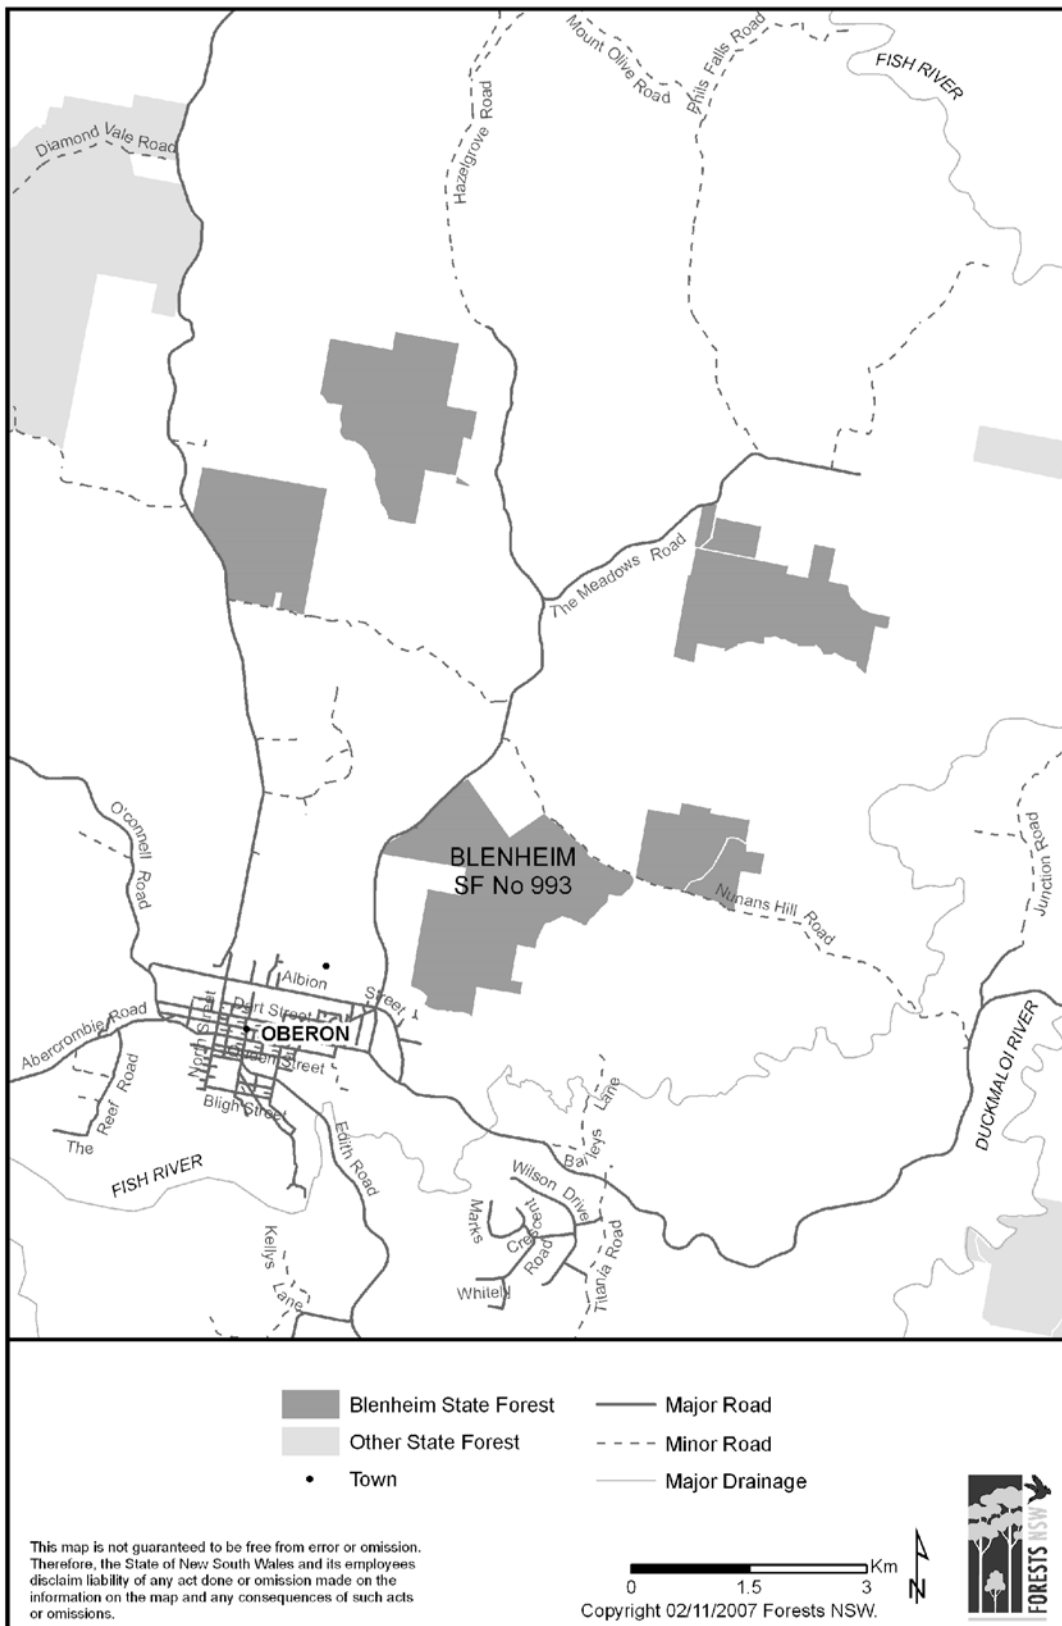 Mount Olive Road
Phils Falls Road
FISH RIVER
Diamond Vale Road
Hazelgrove Road
The Meadows Road
O'connell Road
BLENHEIM
SF No 993
Nunans Hill Road
Junction Road
Albion Street
Dart Street
Abercrombie Road
North Street
OBERON
Queen Street
The Reef Road
Bligh Street
Edith Road
FISH RIVER
Kellys Lane
Baileys Lane
Wilson Drive
Marks
Crescent
Road
Whitely
Titania Road
DUCKMALOI RIVER
Blenheim State Forest
Other State Forest
Town
Major Road
Minor Road
Major Drainage
This map is not guaranteed to be free from error or omission.
Therefore, the State of New South Wales and its employees
disclaim liability of any act done or omission made on the
information on the map and any consequences of such acts
or omissions.
Km
0 1.5 3
Copyright 02/11/2007 Forests NSW.
N
FORESTS NSW